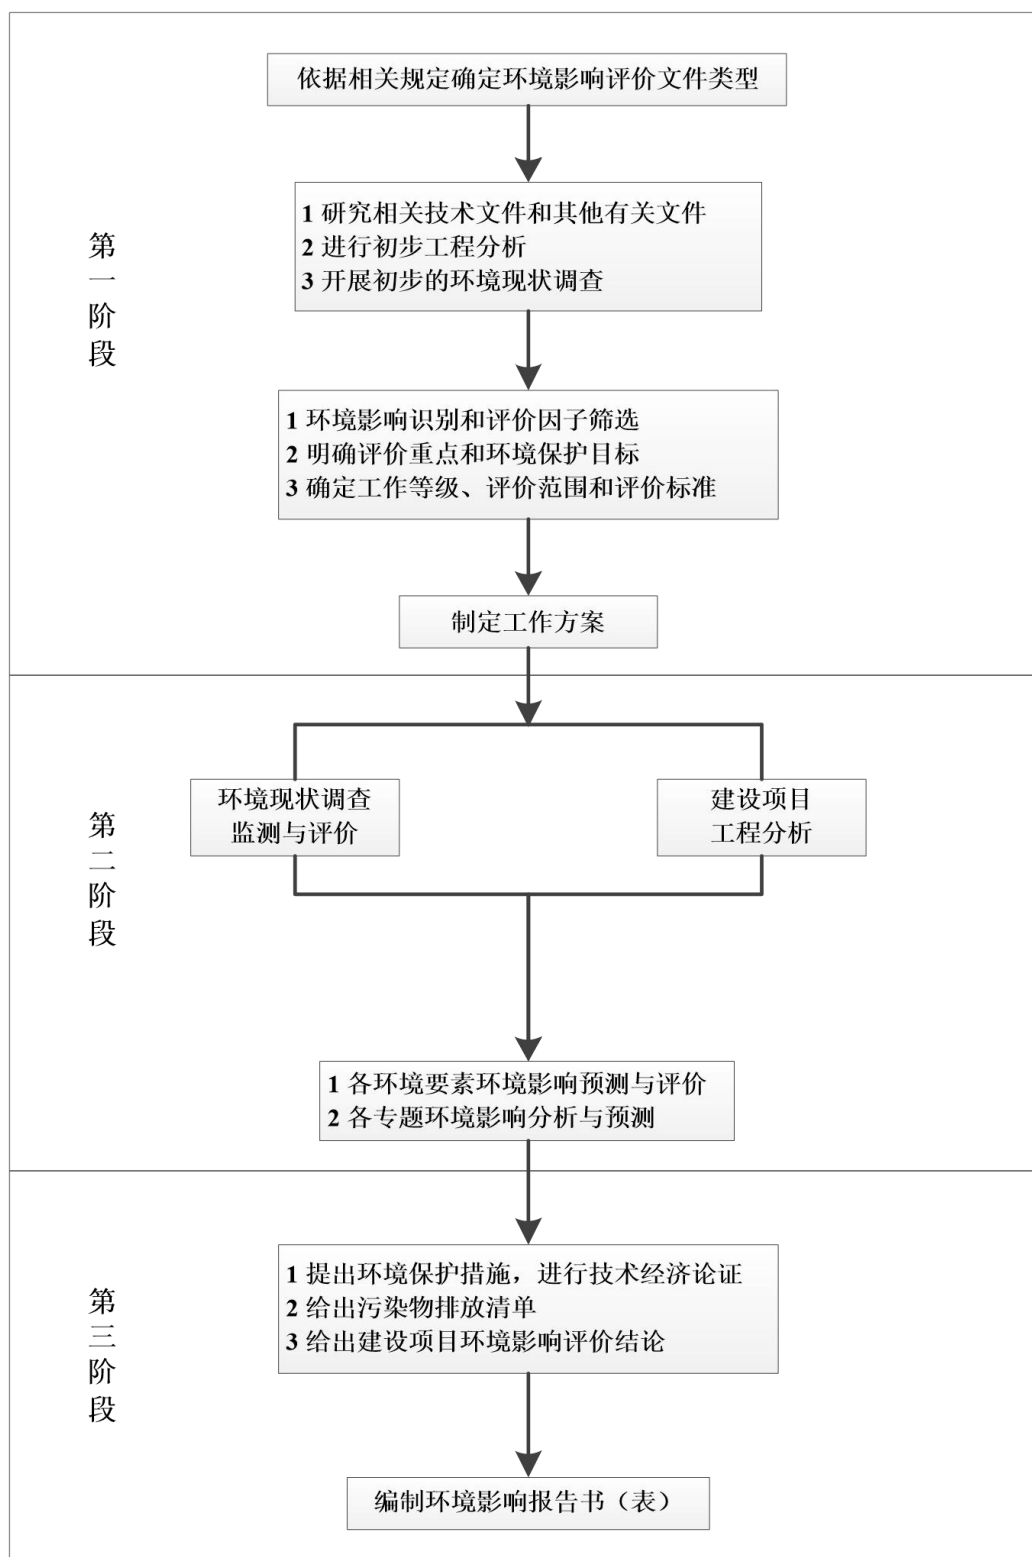 依据相关规定确定环境影响评价文件类型
第一阶段
1 研究相关技术文件和其他有关文件
2 进行初步工程分析
3 开展初步的环境现状调查
1 环境影响识别和评价因子筛选
2 明确评价重点和环境保护目标
3 确定工作等级、评价范围和评价标准
制定工作方案
第二阶段
环境现状调查
监测与评价
建设项目
工程分析
1 各环境要素环境影响预测与评价
2 各专题环境影响分析与预测
第三阶段
1 提出环境保护措施，进行技术经济论证
2 给出污染物排放清单
3 给出建设项目环境影响评价结论
编制环境影响报告书（表）